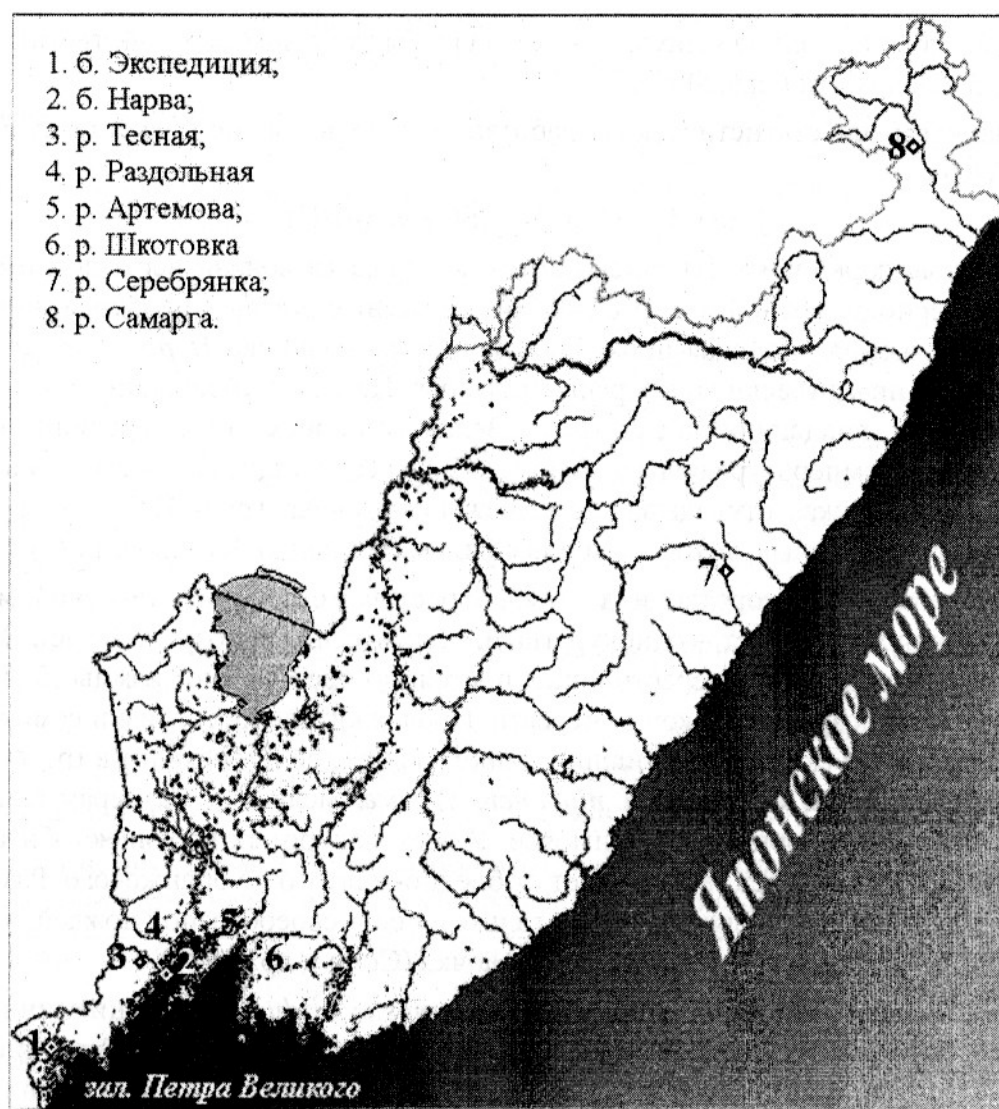 1. б. Экспедиция;
2. б. Нарва;
3. р. Тесная;
4. р. Раздольная
5. р. Артемова;
6. р. Шкотовка
7. р. Серебрянка;
8. р. Самарга.
8
7
Японское море
5
4
3
2
6
1
зал. Петра Великого